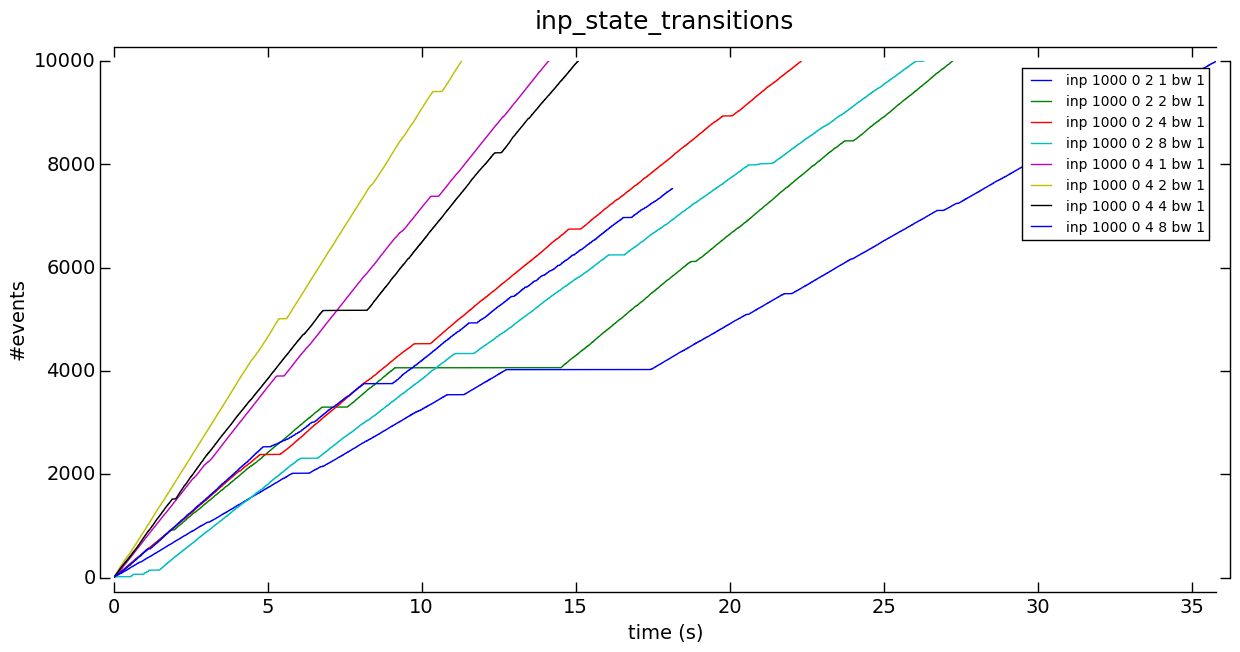 inp_state_transitions
10000
8000
6000
4000
2000
0
#events
0 5 10 15 20 25 30 35
time (s)
inp 1000 0 2 1 bw 1
inp 1000 0 2 2 bw 1
inp 1000 0 2 4 bw 1
inp 1000 0 2 8 bw 1
inp 1000 0 4 1 bw 1
inp 1000 0 4 2 bw 1
inp 1000 0 4 4 bw 1
inp 1000 0 4 8 bw 1